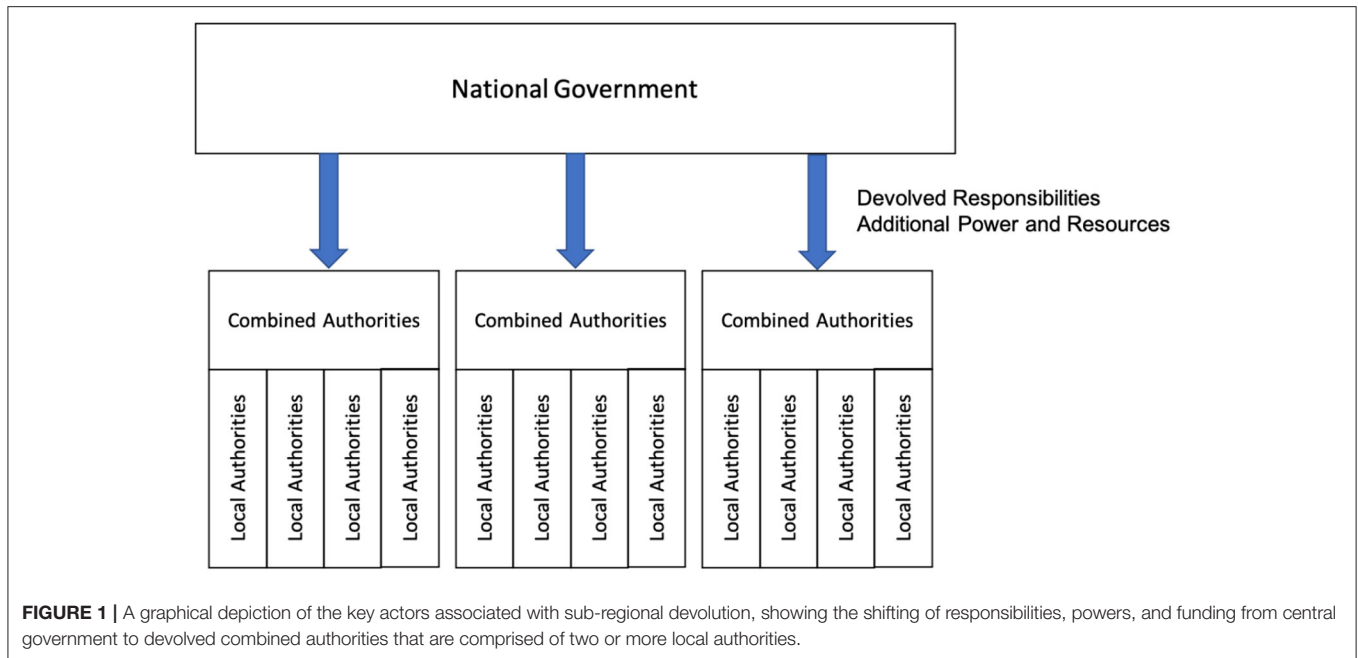 National Government
Devolved Responsibilities
Additional Power and Resources
Combined Authorities
Combined Authorities
Combined Authorities
Local Authorities
Local Authorities
Local Authorities
Local Authorities
Local Authorities
Local Authorities
Local Authorities
Local Authorities
Local Authorities
Local Authorities
Local Authorities
Local Authorities
FIGURE 1 | A graphical depiction of the key actors associated with sub-regional devolution, showing the shifting of responsibilities, powers, and funding from central
government to devolved combined authorities that are comprised of two or more local authorities.